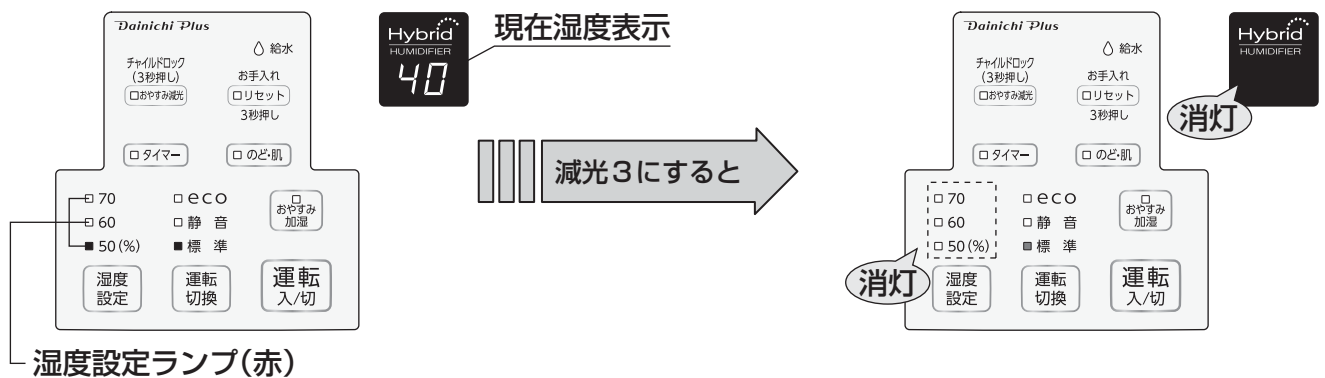 Dainichi Plus
給水
チャイルドロック
(3秒押し)
おやすみ減光
お手入れ
リセット
3秒押し
タイマー
のど・肌
70
60
50(%)
eco
静 音
標 準
おやすみ
加湿
湿度
設定
運転
切換
運転
入/切
湿度設定ランプ(赤)
Hybrid
HUMIDIFIER
40
現在湿度表示
減光3にすると
Dainichi Plus
給水
チャイルドロック
(3秒押し)
おやすみ減光
お手入れ
リセット
3秒押し
タイマー
のど・肌
70
60
50(%)
消灯
eco
静 音
標 準
おやすみ
加湿
湿度
設定
運転
切換
運転
入/切
Hybrid
HUMIDIFIER
消灯